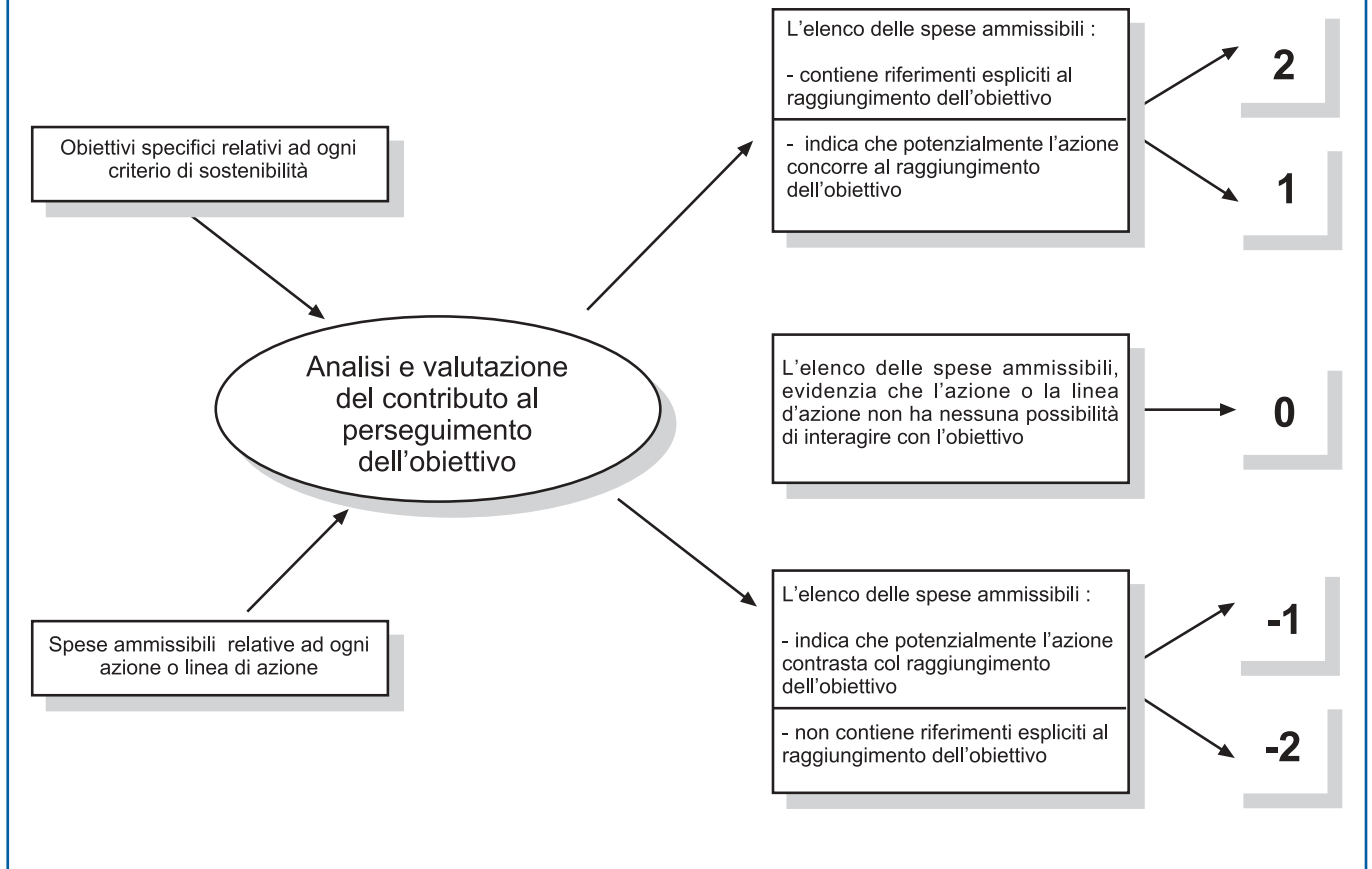 Obiettivi specifici relativi ad ogni
criterio di sostenibilità
Spese ammissibili relative ad ogni
azione o linea di azione
Analisi e valutazione
del contributo al
perseguimento
dell'obiettivo
L'elenco delle spese ammissibili :
- contiene riferimenti espliciti al
raggiungimento dell'obiettivo
- indica che potenzialmente l'azione
concorre al raggiungimento
dell'obiettivo
2
1
L'elenco delle spese ammissibili,
evidenzia che l'azione o la linea
d'azione non ha nessuna possibilità
di interagire con l'obiettivo
0
L'elenco delle spese ammissibili :
- indica che potenzialmente l'azione
contrasta col raggiungimento
dell'obiettivo
- non contiene riferimenti espliciti al
raggiungimento dell'obiettivo
-1
-2